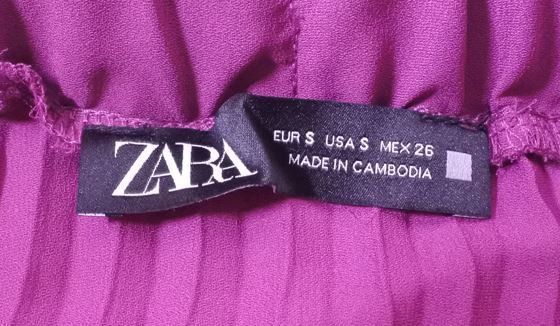 ZARA
EUR S USA S MEX 26
MADE IN CAMBODIA